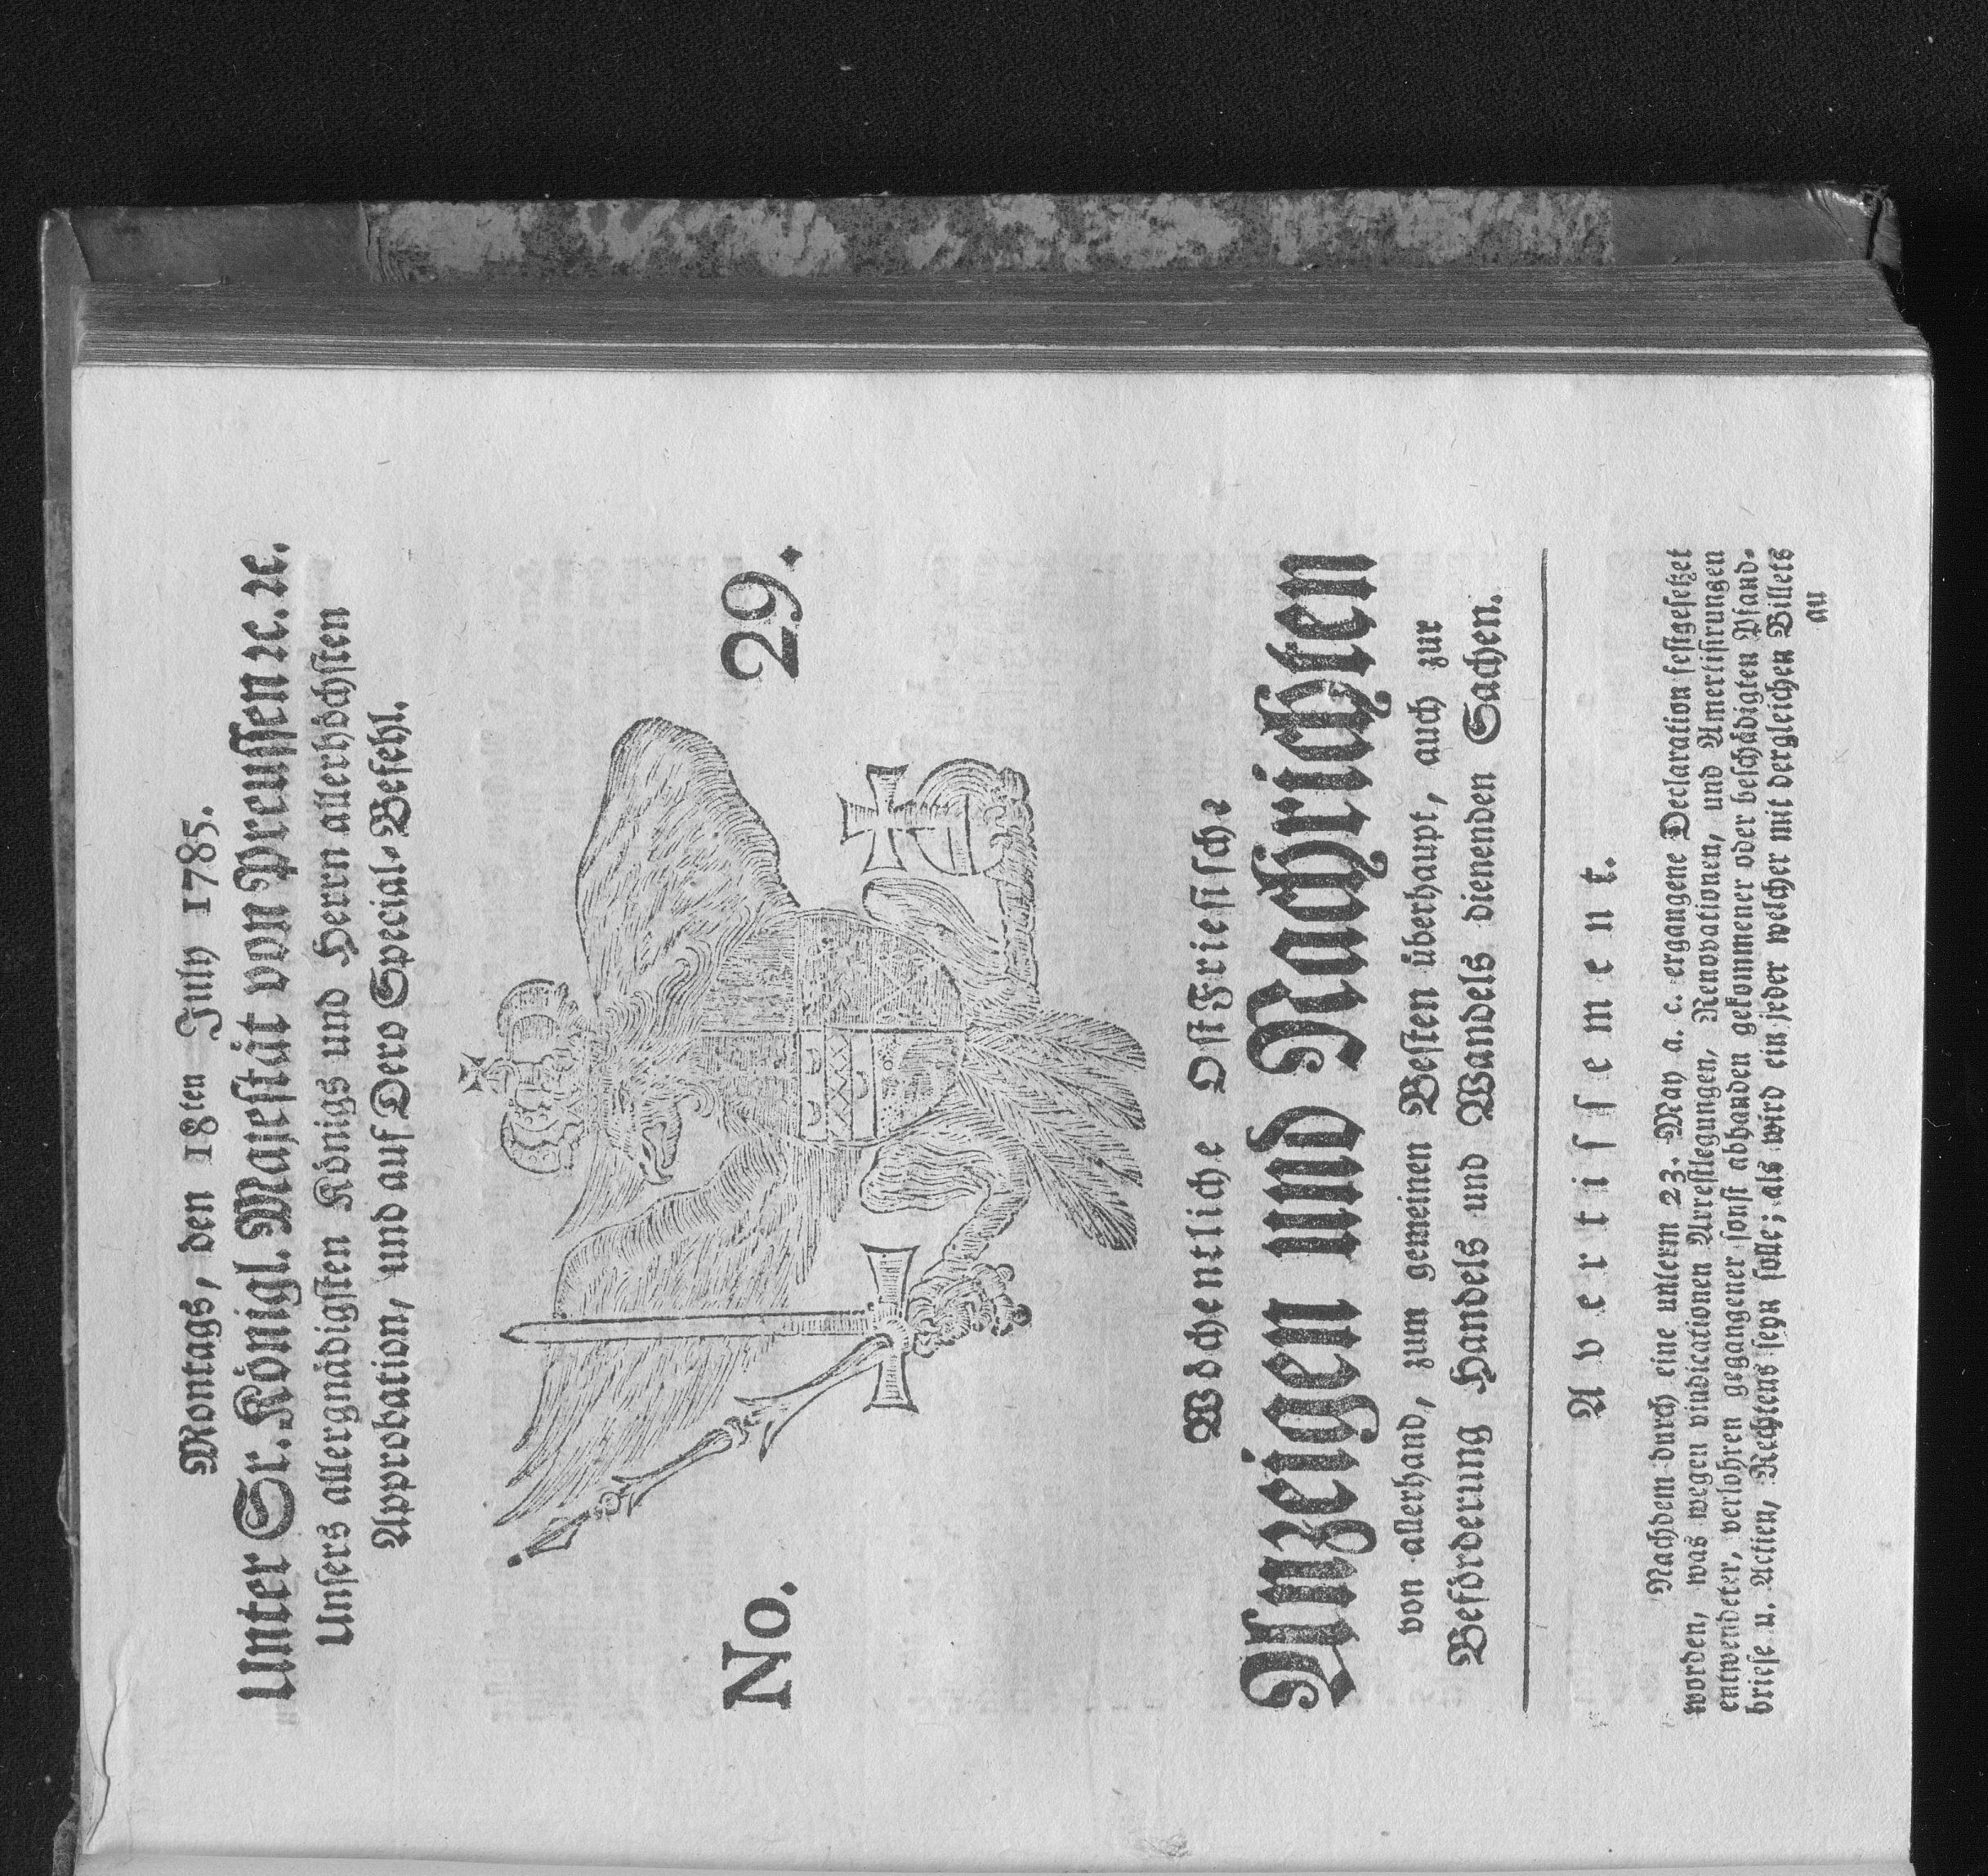 Montags, den 18ten July 1785.
Unter Sr. Königl. Majestät von Preussen ꝛc. ꝛc.
Unsers allergnädigsten Königs und Herrn allerhöchsten
Approbation, und auf Dero Special-Befehl.
No. 29.
Wöchentliche OstFriesische
Anzeigen und Nachrichten
von allerhand, zum gemeinen Besten überhaupt, auch zur
Beförderung Handels und Wandels dienenden Sachen.
Avertissement.
Nachdem durch eine unterm 23. May a. c. ergangene Declaration festgesetzet
worden, was wegen vindicationen Arrestlegungen, Renovationen, und Amertisirungen
entwendeter, verlohren gegangener sonst abhanden gekommener oder beschädigten Pfand-
briefe u. Actien, Rechtens seyn solle; als wird ein jeder welcher mit dergleichen Billets
an